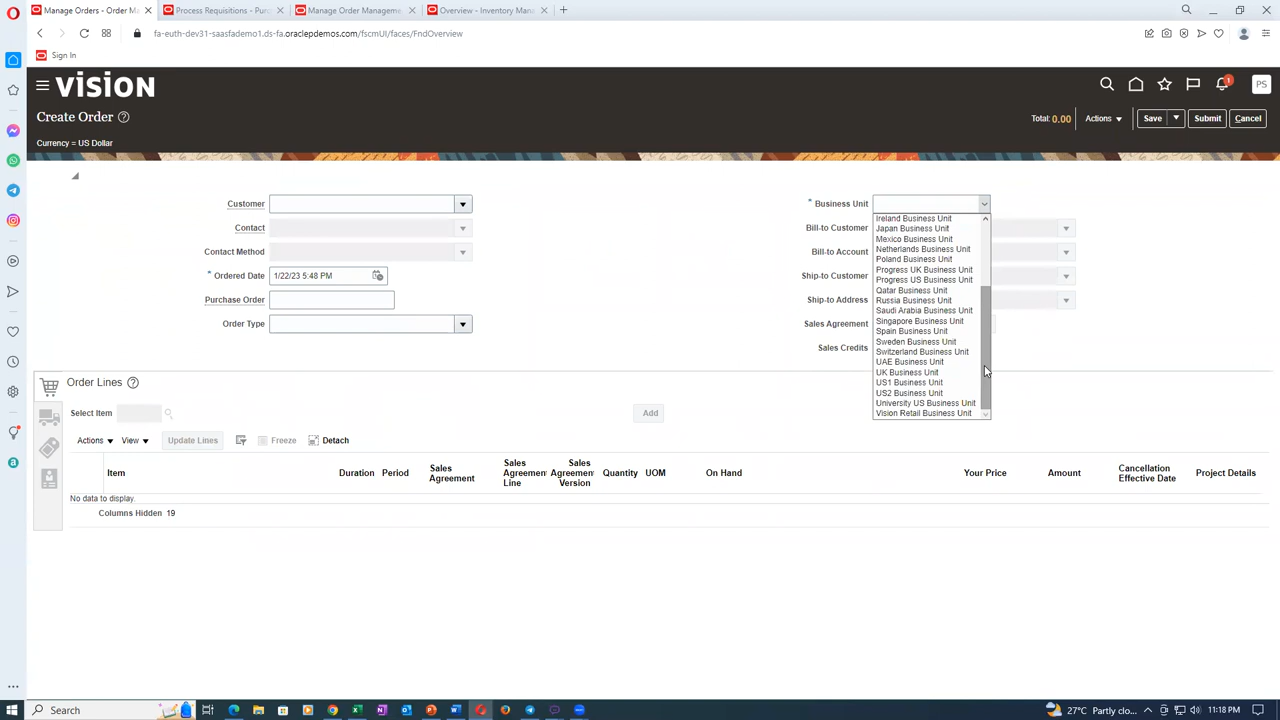 Manage Orders - Order Ma
Process Requisitions - Purc
Manage Order Manageme
Overview - Inventory Mana
fa-euth-dev31-saasfademo1.ds-fa.oraclepdemos.com/fscmUI/faces/FndOverview
Sign In
VISION
1
PS
Create Order
Total: 0.00
Actions
Save
Submit
Cancel
Currency = US Dollar
Customer
Contact
Contact Method
* Ordered Date 1/22/23 5:48 PM
Purchase Order
Order Type
* Business Unit
Bill-to Customer
Bill-to Account
Ship-to Customer
Ship-to Address
Sales Agreement
Sales Credits
Ireland Business Unit
Japan Business Unit
Mexico Business Unit
Netherlands Business Unit
Poland Business Unit
Progress UK Business Unit
Progress US Business Unit
Qatar Business Unit
Russia Business Unit
Saudi Arabia Business Unit
Singapore Business Unit
Spain Business Unit
Sweden Business Unit
Switzerland Business Unit
UAE Business Unit
UK Business Unit
US1 Business Unit
US2 Business Unit
University US Business Unit
Vision Retail Business Unit
Order Lines
Select Item
Add
Actions
View
Update Lines
Freeze
Detach
Item
Duration
Period
Sales Agreement
Sales Agreement Line
Sales Agreement Version
Quantity
UOM
On Hand
Your Price
Amount
Cancellation Effective Date
Project Details
No data to display.
Columns Hidden 19
Search
27°C Partly clo...
11:18 PM